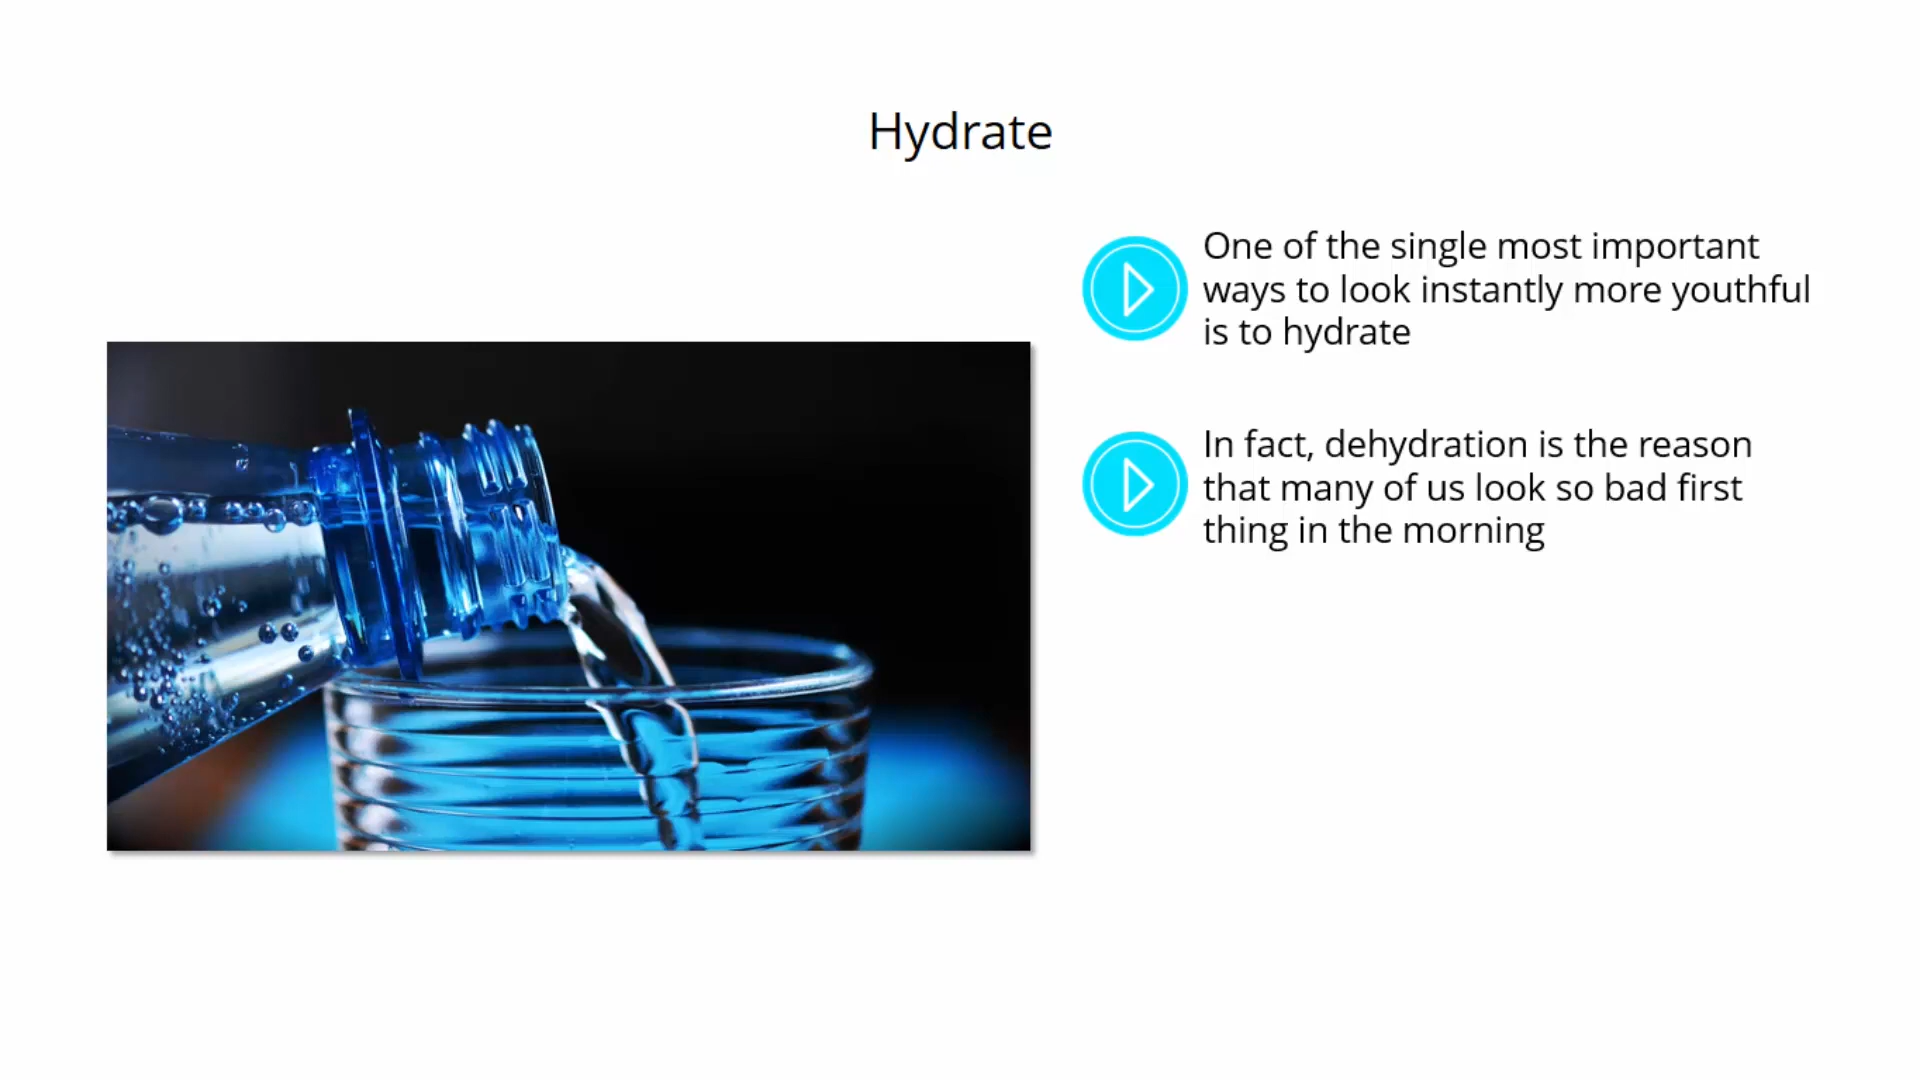 Hydrate
One of the single most important
ways to look instantly more youthful
is to hydrate
In fact, dehydration is the reason
that many of us look so bad first
thing in the morning